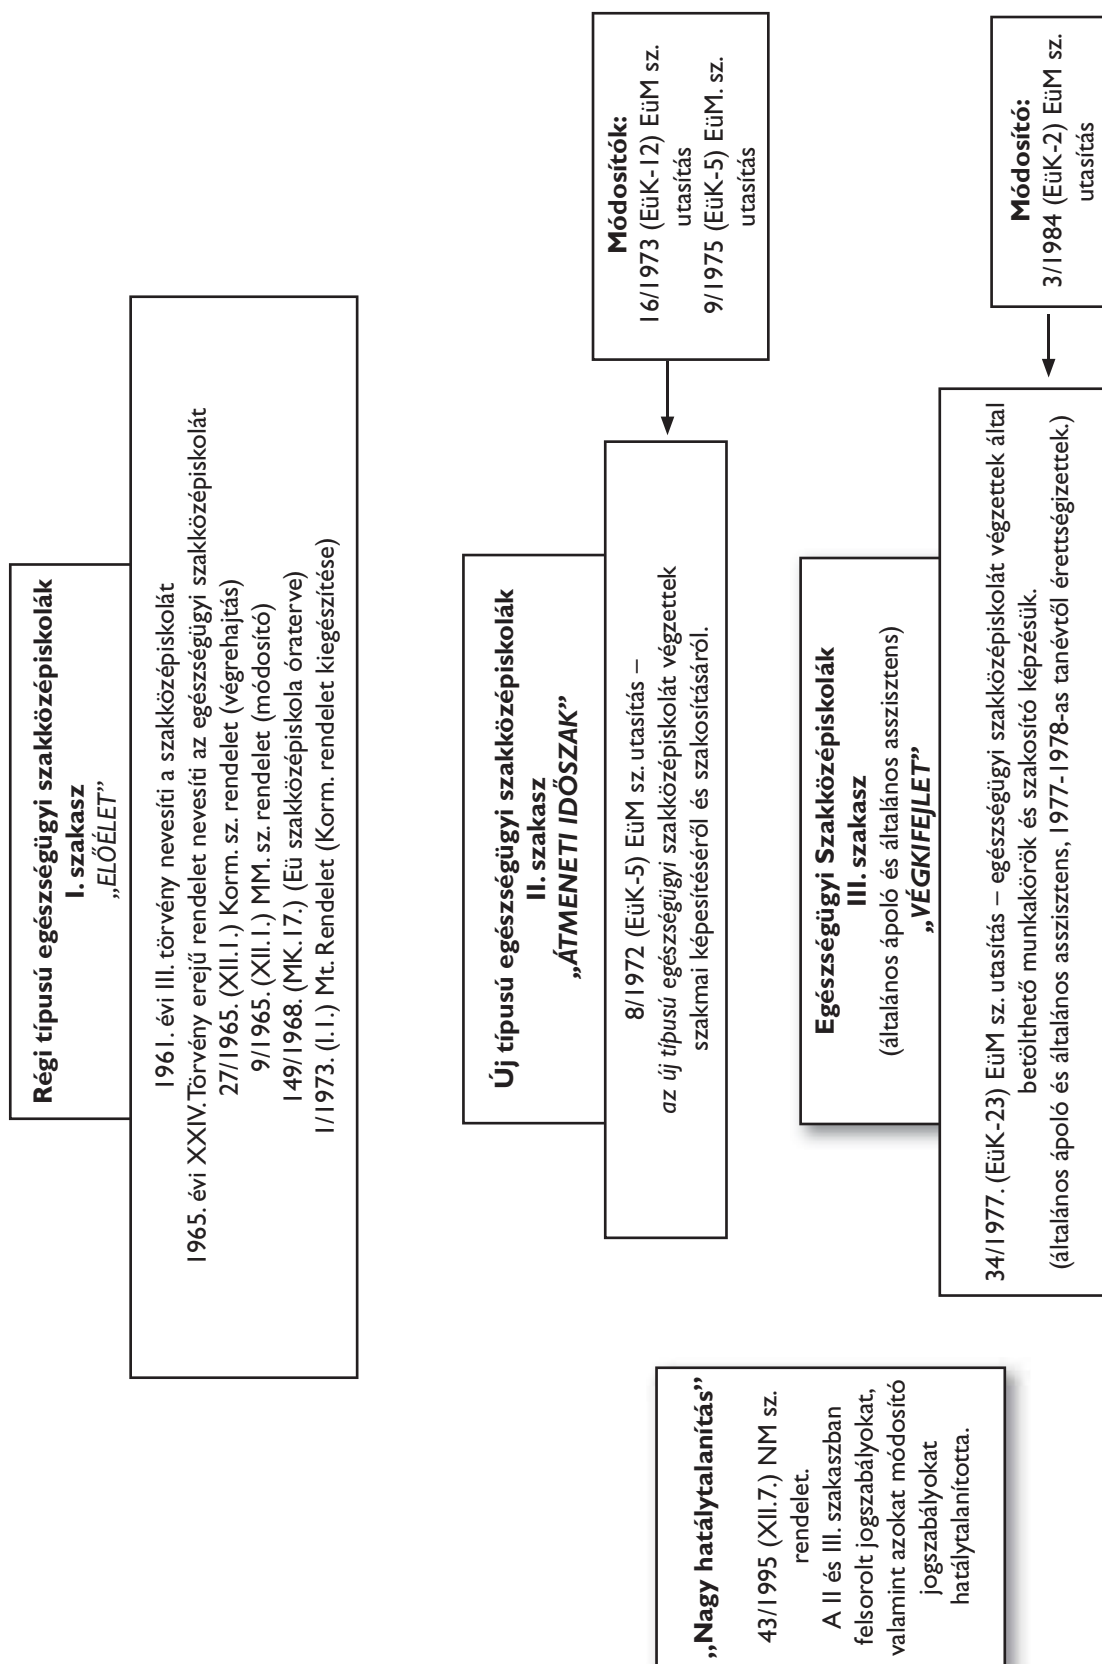 Régi típusú egészségügyi szakközépiskolák
I. szakasz
„ELŐÉLET”
1961. évi III. törvény nevesíti a szakközépiskolát
1965. évi XXIV. Törvény erejű rendelet nevesíti az egészségügyi szakközépiskolát
27/1965. (XII.1.) Korm. sz. rendelet (végrehajtás)
9/1965. (XII.1.) MM. sz. rendelet (módosító)
149/1968. (MK.17.) (Eü szakközépiskola óraterve)
1/1973. (I.1.) Mt. Rendelet (Korm. rendelet kiegészítése)
Új típusú egészségügyi szakközépiskolák
II. szakasz
„ÁTMENETI IDŐSZAK”
8/1972 (EüK-5) EüM sz. utasítás –
az új típusú egészségügyi szakközépiskolát végzettek
szakmai képesítéséről és szakosításáról.
Módosítók:
16/1973 (EüK-12) EüM sz.
utasítás
9/1975 (EüK-5) EüM. sz.
utasítás
Egészségügyi Szakközépiskolák
III. szakasz
(általános ápoló és általános asszisztens)
„VÉGKIFEJLET”
34/1977. (EüK-23) EüM sz. utasítás – egészségügyi szakközépiskolát végzettek által
betölthető munkakörök és szakosító képzésük.
(általános ápoló és általános asszisztens, 1977-1978-as tanévtől érettségizettek.)
Módosító:
3/1984 (EüK-2) EüM sz.
utasítás
„Nagy hatálytalanítás”
43/1995 (XII.7.) NM sz.
rendelet.
A II és III. szakaszban
felsorolt jogszabályokat,
valamint azokat módosító
jogszabályokat
hatálytalanította.